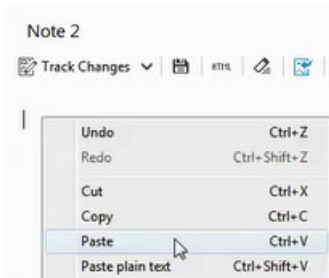 Note 2
Track Changes HTML
Undo Ctrl+Z
Redo Ctrl+Shift+Z
Cut Ctrl+X
Copy Ctrl+C
Paste Ctrl+V
Paste plain text Ctrl+Shift+V